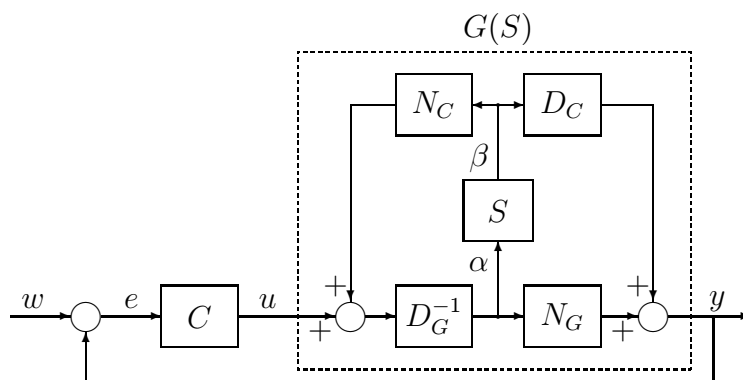 G(S)
N_C
D_C
β
S
α
+
+
w
e
C
u
+
D_G^{-1}
N_G
+
y